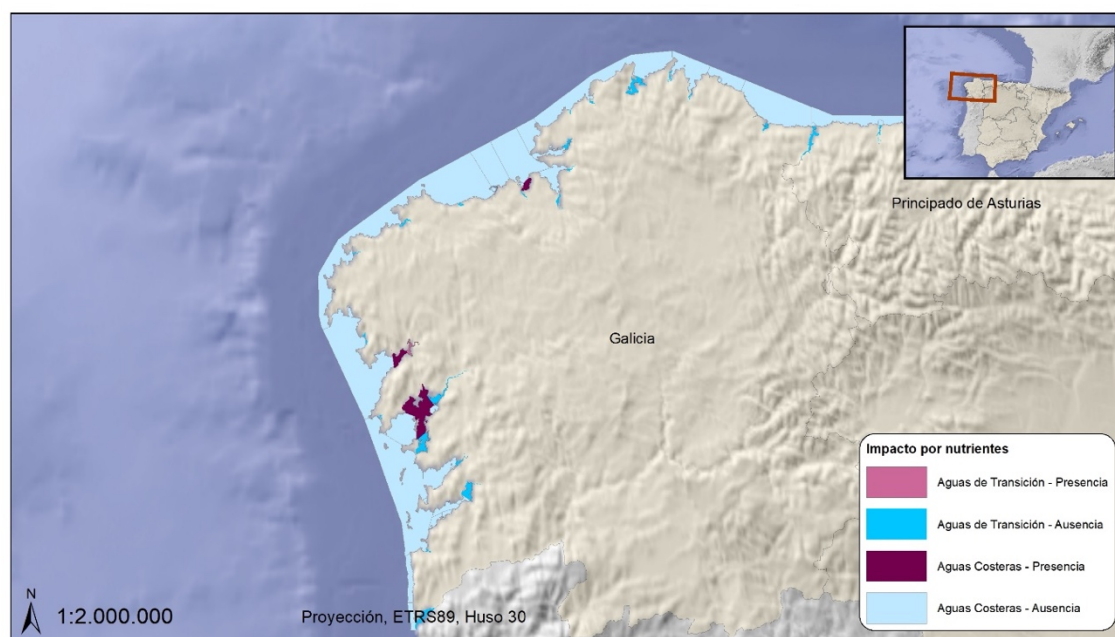 Principado de Asturias
Galicia
Impacto por nutrientes
Aguas de Transición - Presencia
Aguas de Transición - Ausencia
Aguas Costeras - Presencia
Aguas Costeras - Ausencia
N
1:2.000.000
Proyección, ETRS89, Huso 30